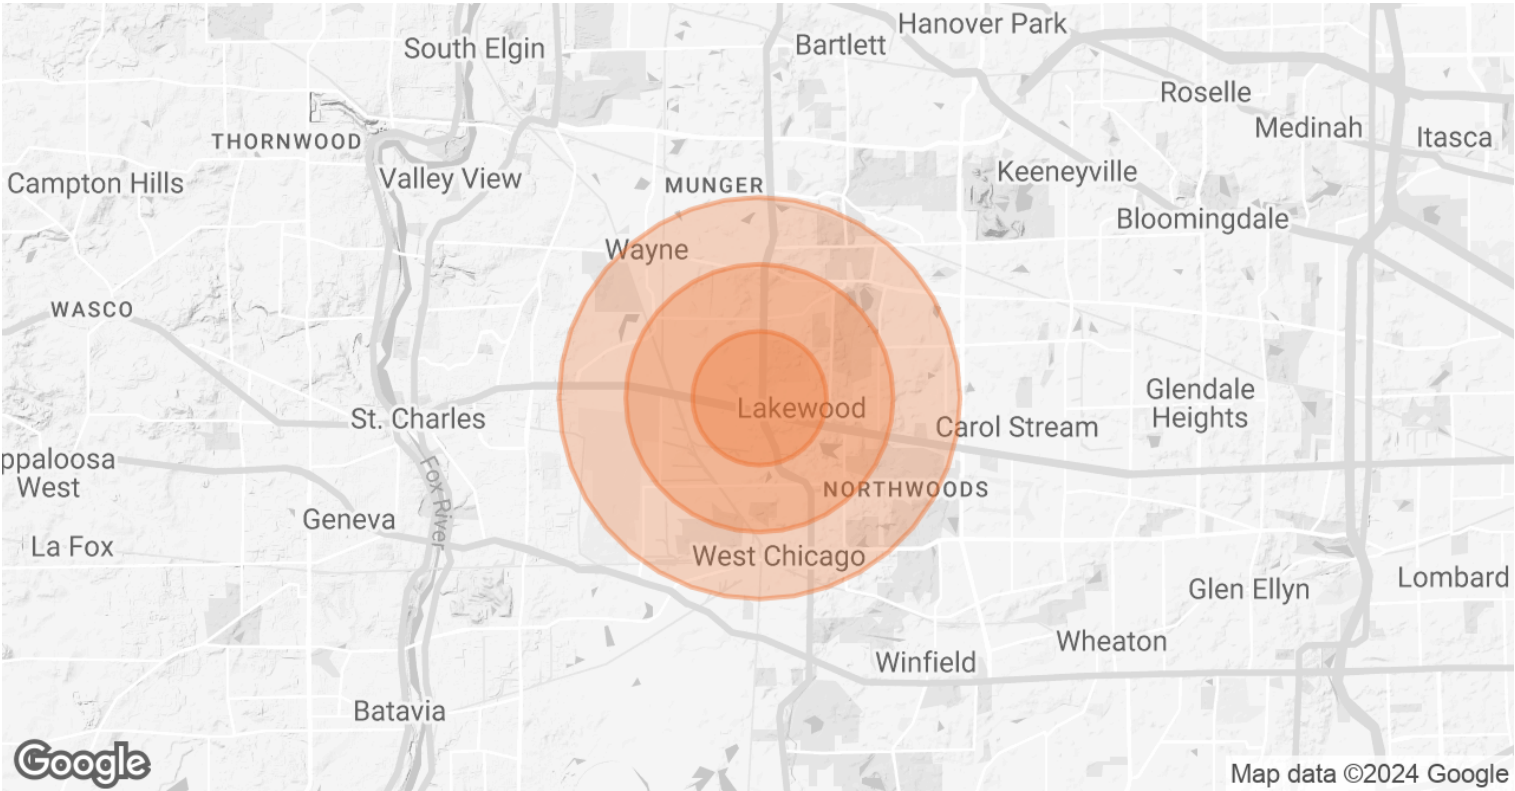 Hanover Park
South Elgin
Bartlett
Roselle
Medinah
Itasca
THORNWOOD
Keeneyville
Campton Hills
Valley View
MUNGER
Bloomingdale
Wayne
WASCO
Glendale
Heights
Lakewood
St. Charles
Carol Stream
ppaloosa
West
Fox River
NORTHWOODS
Geneva
La Fox
West Chicago
Lombard
Glen Ellyn
Wheaton
Winfield
Batavia
Google
Map data ©2024 Google